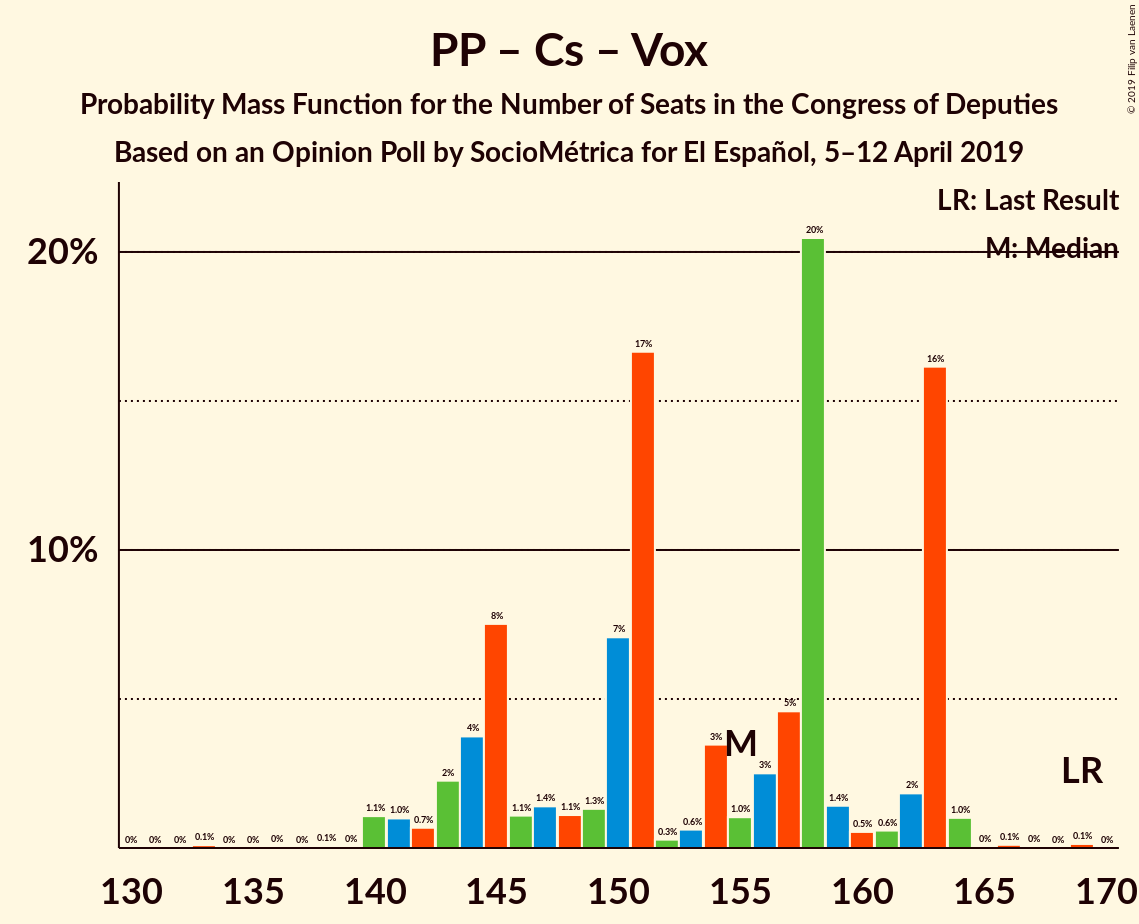 © 2019 Filip van Laenen
PP – Cs – Vox
Probability Mass Function for the Number of Seats in the Congress of Deputies
Based on an Opinion Poll by SocioMétrica for El Español, 5–12 April 2019
LR: Last Result
M: Median
20%
10%
0% 0% 0% 0.1% 0% 0% 0% 0% 0.1% 0% 1.1% 1.0% 0.7% 2% 4% 8% 1.1% 1.4% 1.1% 1.3% 7% 17% 0.3% 0.6% 3% 1.0% 3% 5% 20% 1.4% 0.5% 0.6% 2% 16% 1.0% 0% 0.1% 0% 0% 0.1% 0%
M
LR
130 135 140 145 150 155 160 165 170